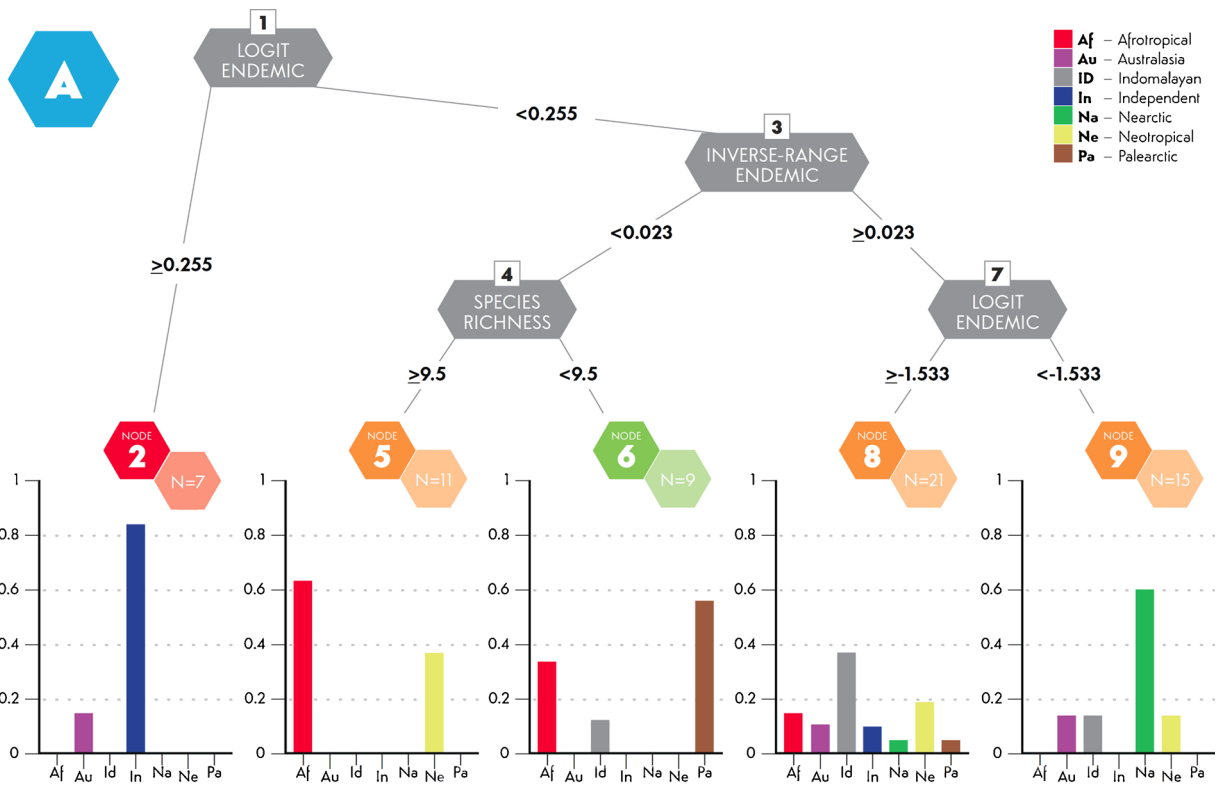 A
1
LOGIT
ENDEMIC
Af – Afrotropical
Au – Australasia
ID – Indomalayan
In – Independent
Na – Nearctic
Ne – Neotropical
Pa – Palearctic
<0.255
3
INVERSE-RANGE
ENDEMIC
<0.023
≥0.023
≥0.255
4
SPECIES
RICHNESS
7
LOGIT
ENDEMIC
≥9.5
<9.5
≥-1.533
<-1.533
NODE
2
N=7
NODE
5
N=11
NODE
6
N=9
NODE
8
N=21
NODE
9
N=15
1
0.8
0.6
0.4
0.2
0
Af Au Id In Na Ne Pa
1
0.8
0.6
0.4
0.2
0
Af Au Id In Na Ne Pa
1
0.8
0.6
0.4
0.2
0
Af Au Id In Na Ne Pa
1
0.8
0.6
0.4
0.2
0
Af Au Id In Na Ne Pa
1
0.8
0.6
0.4
0.2
0
Af Au Id In Na Ne Pa